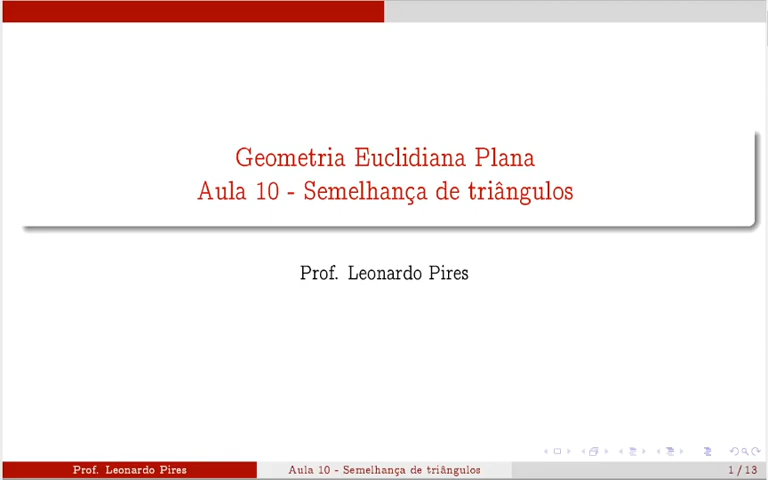 Geometria Euclidiana Plana
Aula 10 - Semelhança de triângulos
Prof. Leonardo Pires
Prof. Leonardo Pires
Aula 10 - Semelhança de triângulos
1 / 13